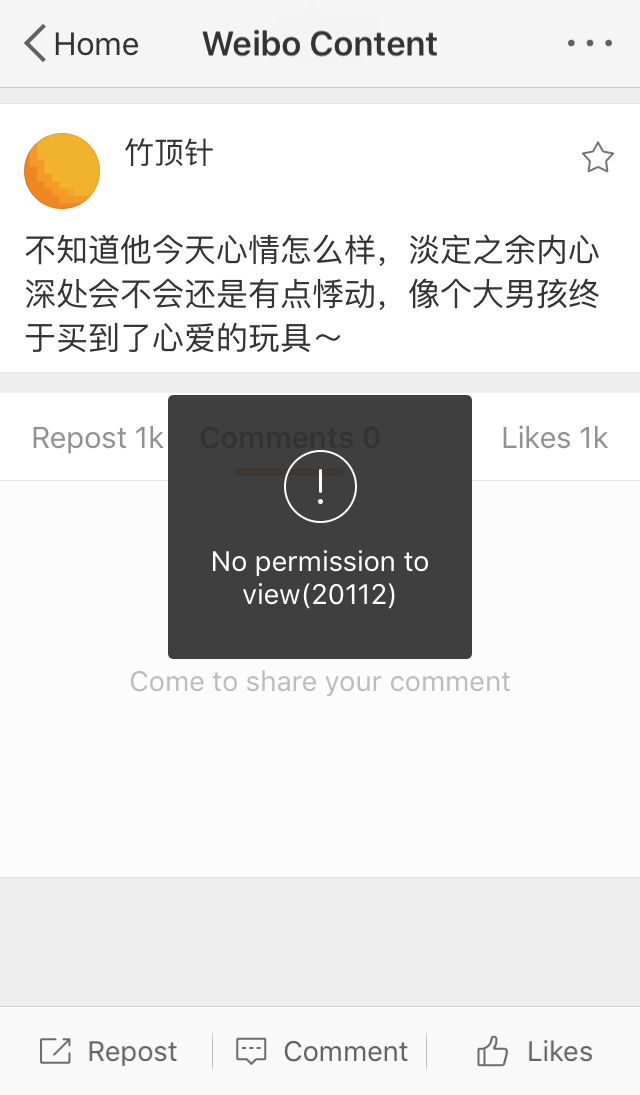 Home
Weibo Content
竹顶针
不知道他今天心情怎么样，淡定之余内心
深处会不会还是有点悸动，像个大男孩终
于买到了心爱的玩具～
Repost 1k
Comments 0
Likes 1k
No permission to
view(20112)
Come to share your comment
Repost
Comment
Likes